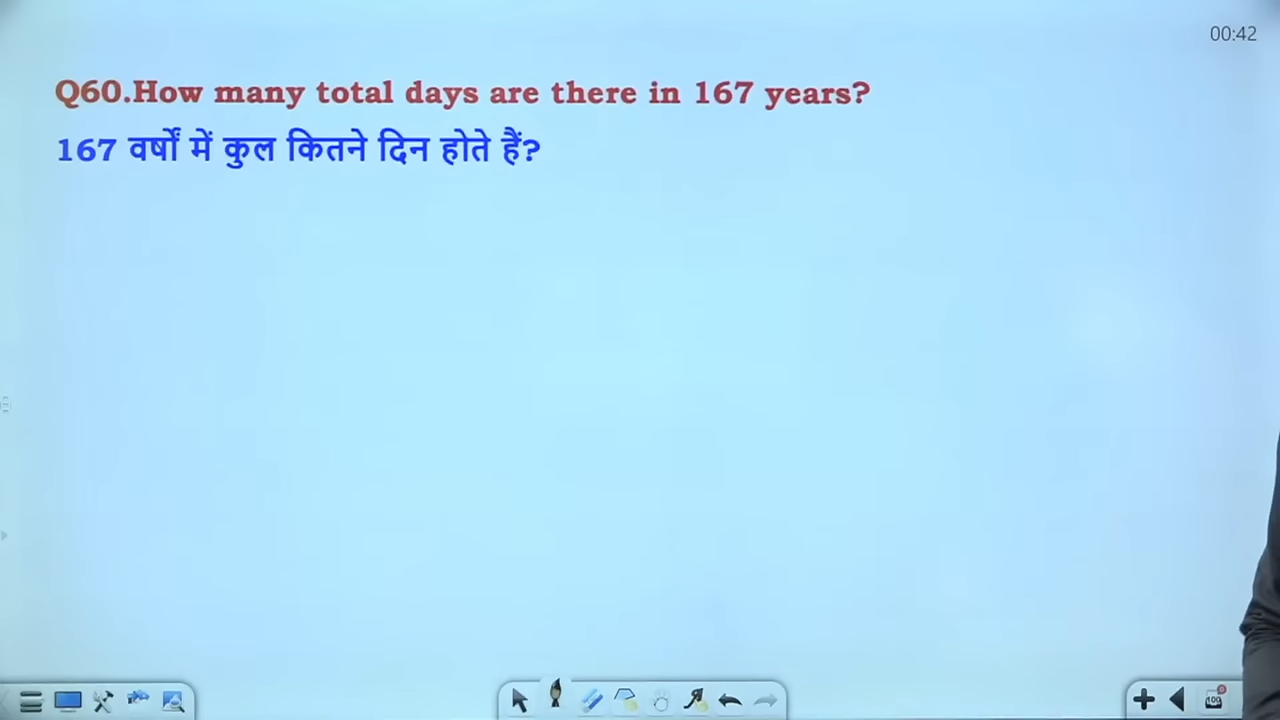 00:42
Q60.How many total days are there in 167 years?
167 वर्षों में कुल कितने दिन होते हैं?